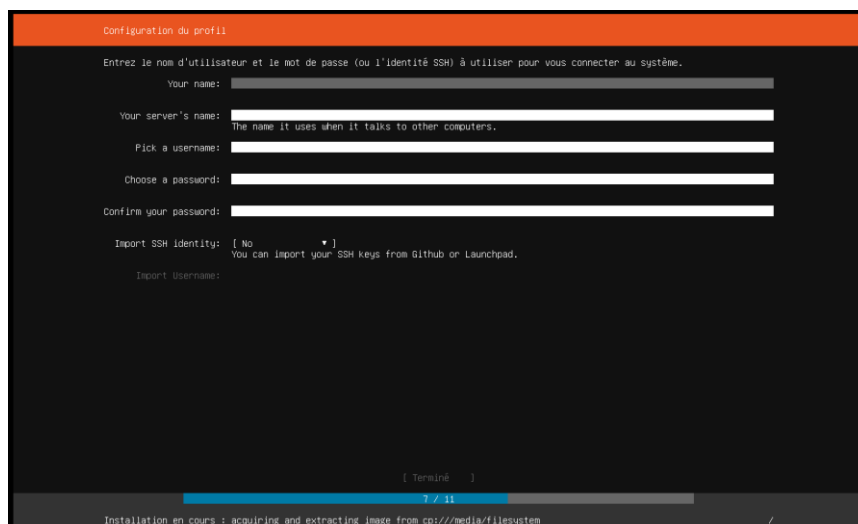 Configuration du profil
Entrez le nom d'utilisateur et le mot de passe (ou l'identité SSH) à utiliser pour vous connecter au système.
Your name:
Your server's name:
The name it uses when it talks to other computers.
Pick a username:
Choose a password:
Confirm your password:
Import SSH identity: [ No ▾ ]
You can import your SSH keys from Github or Launchpad.
Import Username:
[ Terminé ]
7 / 11
Installation en cours : acquiring and extracting image from cp:///media/filesystem /